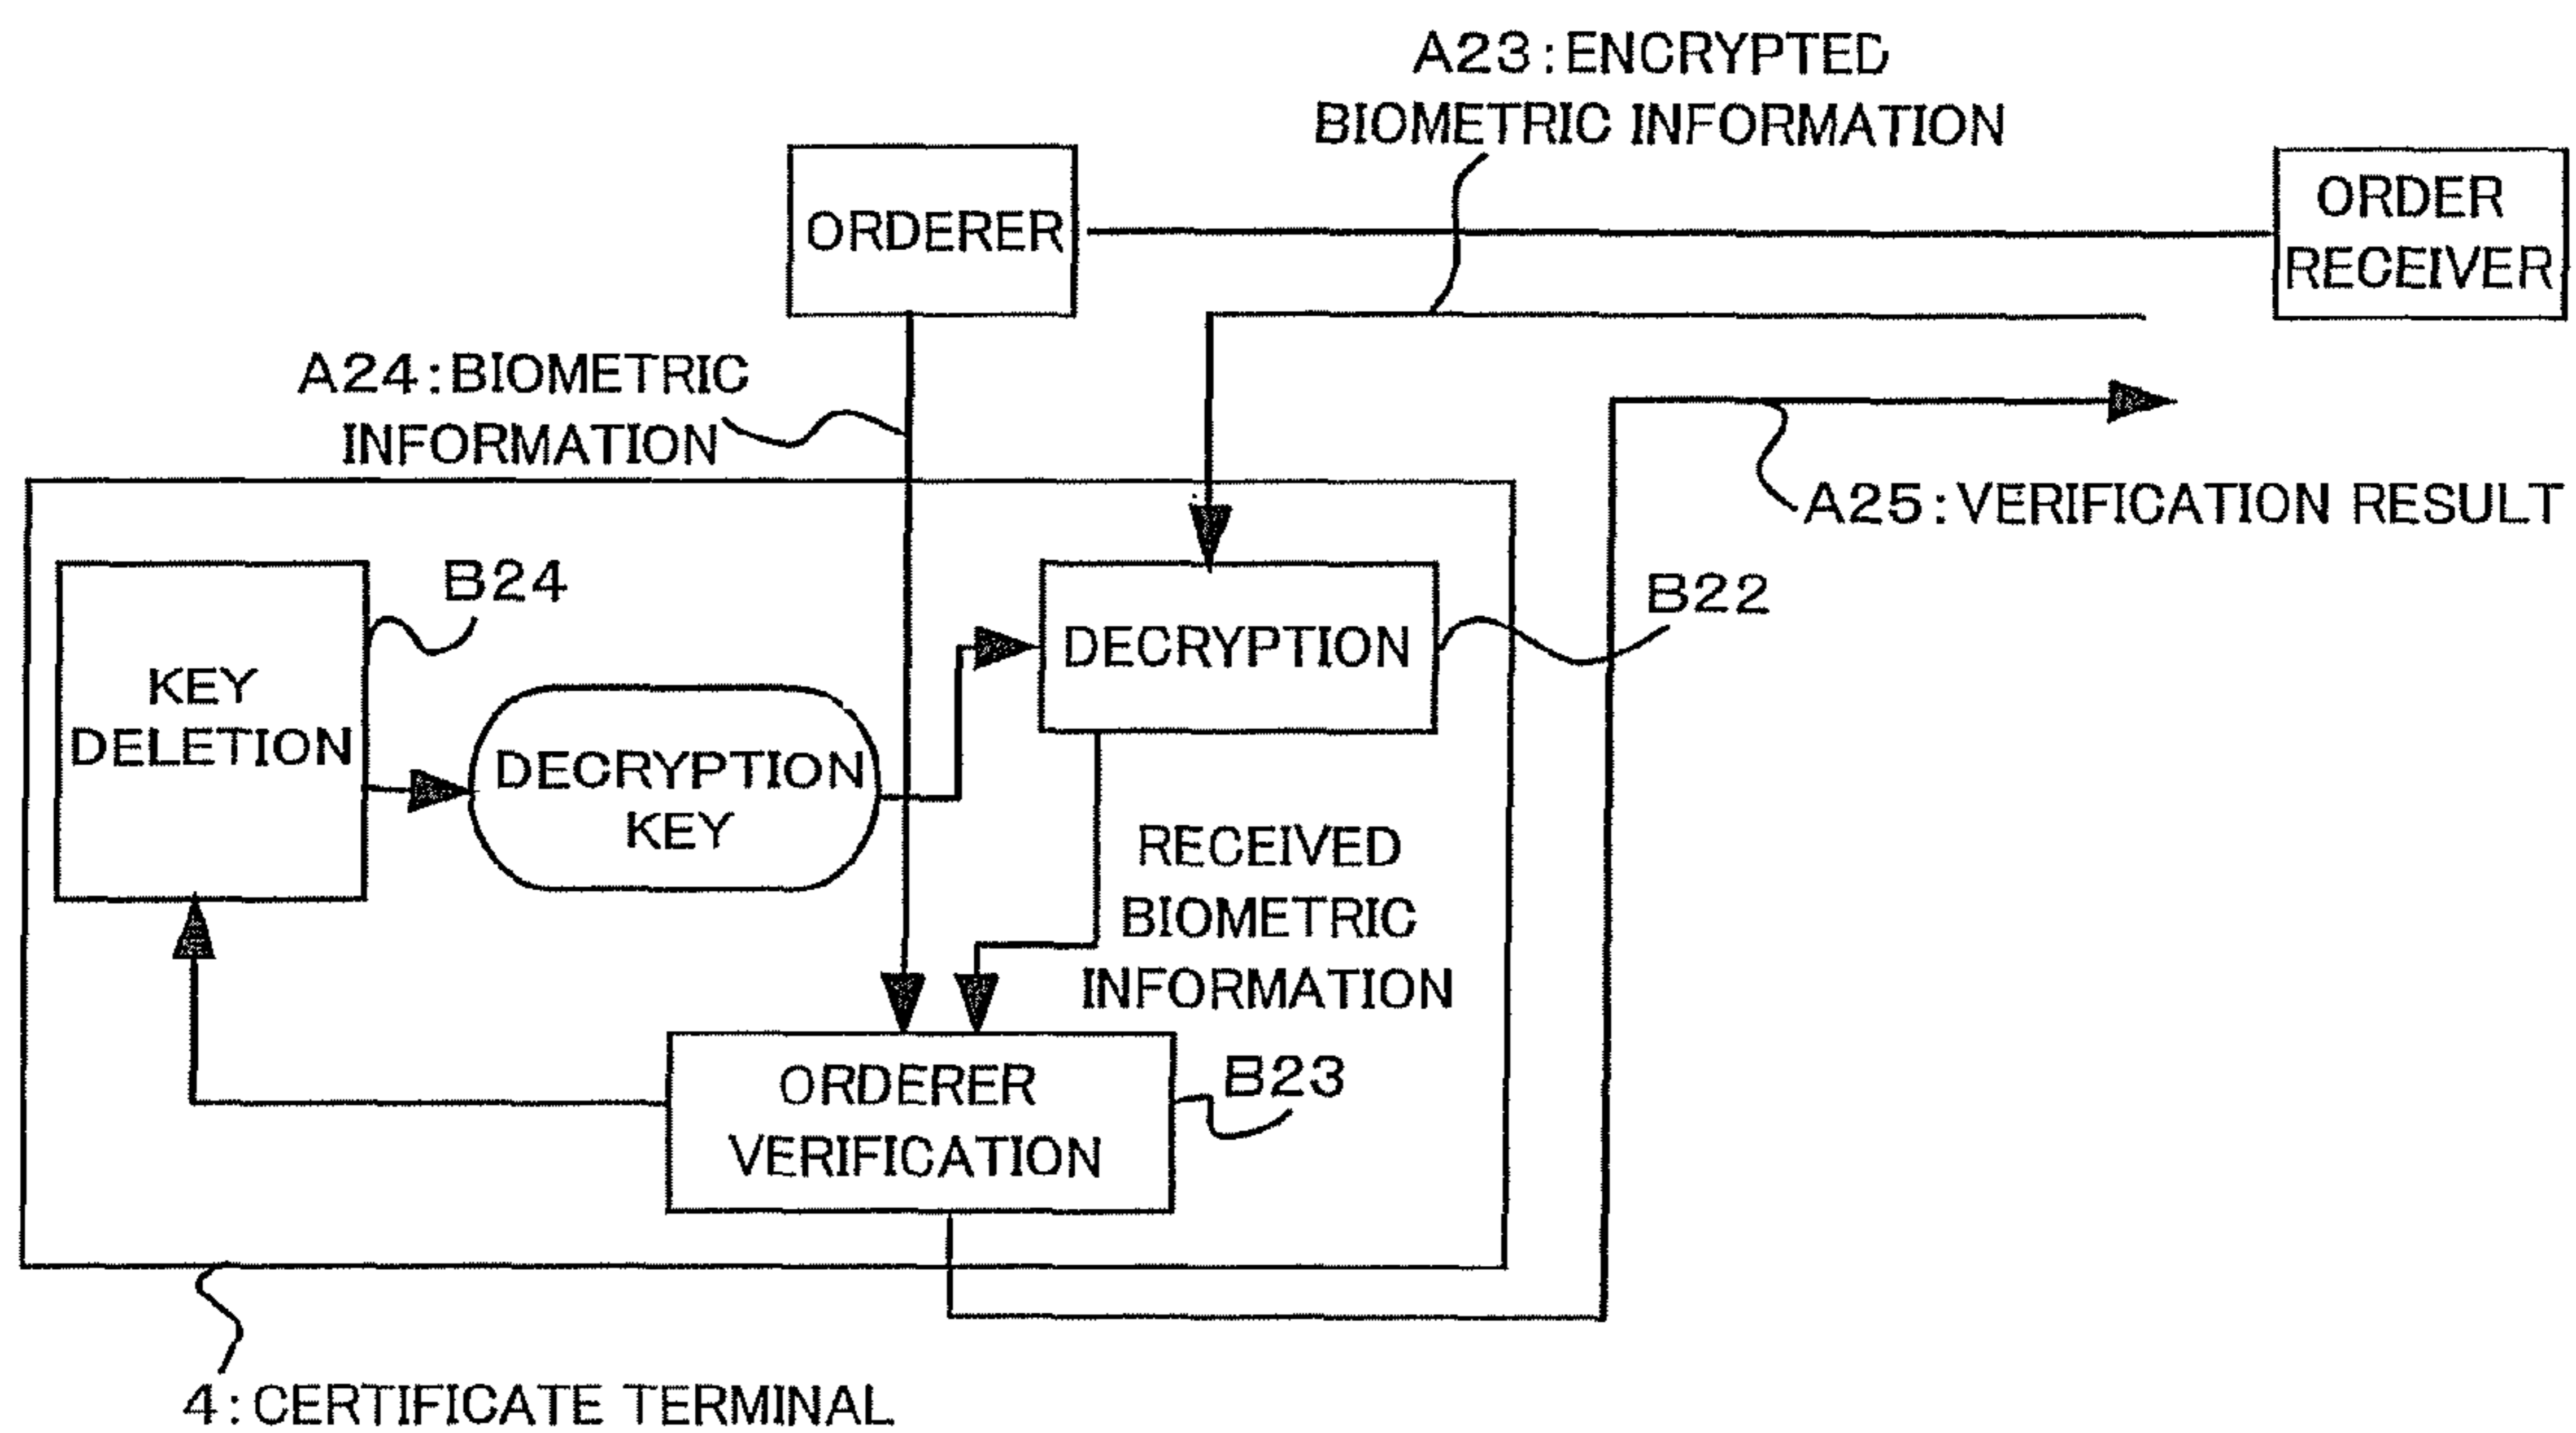 A23:ENCRYPTED
BIOMETRIC INFORMATION
ORDERER
ORDER
RECEIVER
A24:BIOMETRIC
INFORMATION
A25:VERIFICATION RESULT
B24
B22
KEY
DELETION
DECRYPTION
DECRYPTION
KEY
RECEIVED
BIOMETRIC
INFORMATION
ORDERER
VERIFICATION
B23
4:CERTIFICATE TERMINAL